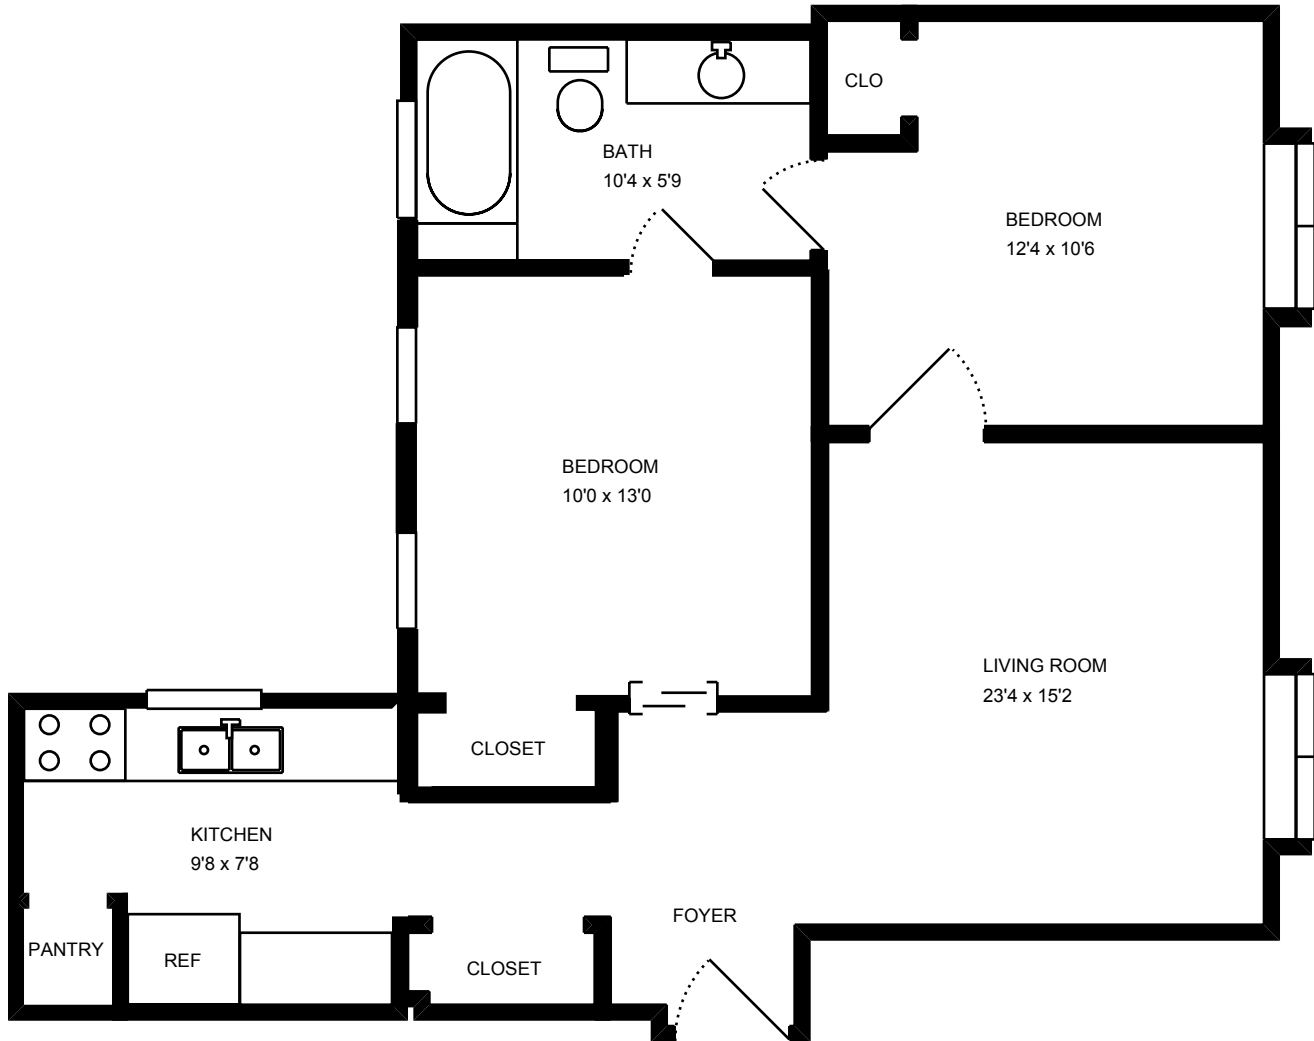 CLO
BATH
10'4 x 5'9
BEDROOM
12'4 x 10'6
BEDROOM
10'0 x 13'0
LIVING ROOM
23'4 x 15'2
CLOSET
KITCHEN
9'8 x 7'8
FOYER
PANTRY
REF
CLOSET